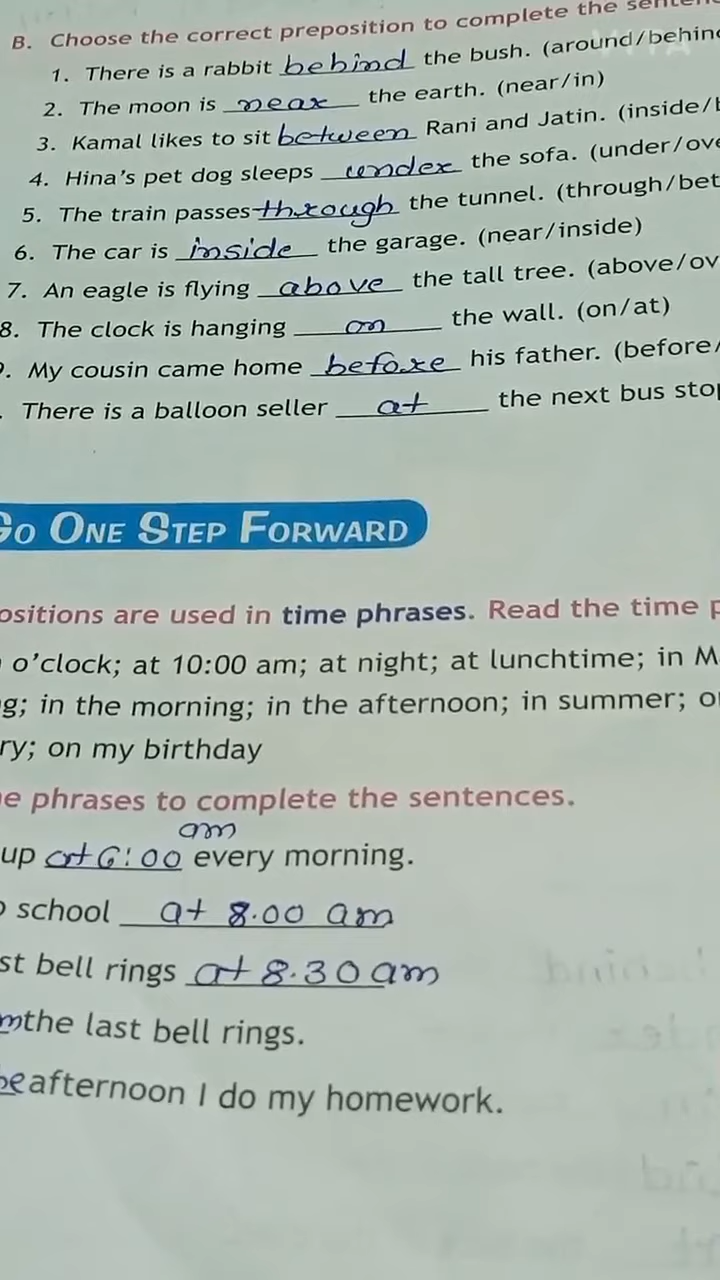 B. Choose the correct preposition to complete the
1. There is a rabbit behind the bush. (around/behind
2. The moon is near the earth. (near/in)
3. Kamal likes to sit between Rani and Jatin. (inside/
4. Hina's pet dog sleeps under the sofa. (under/ove
5. The train passes through the tunnel. (through/bet
6. The car is inside the garage. (near/inside)
7. An eagle is flying above the tall tree. (above/ov
8. The clock is hanging on the wall. (on/at)
. My cousin came home before his father. (before/
. There is a balloon seller at the next bus stop
GO ONE STEP FORWARD
ositions are used in time phrases. Read the time p
o'clock; at 10:00 am; at night; at lunchtime; in M
g; in the morning; in the afternoon; in summer; o
ry; on my birthday
e phrases to complete the sentences.
am
up at 6:00 every morning.
school at 8.00 am
st bell rings at 8.30 am
m the last bell rings.
he afternoon I do my homework.